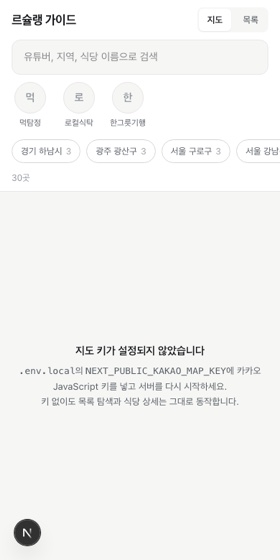 르슐랭 가이드
지도 목록
유튜버, 지역, 식당 이름으로 검색
먹 로 한
먹탐정 로컬식탁 한그릇기행
경기 하남시 3 광주 광산구 3 서울 구로구 3 서울 강남
30곳
지도 키가 설정되지 않았습니다
.env.local의 NEXT_PUBLIC_KAKAO_MAP_KEY에 카카오
JavaScript 키를 넣고 서버를 다시 시작하세요.
키 없이도 목록 탐색과 식당 상세는 그대로 동작합니다.
N